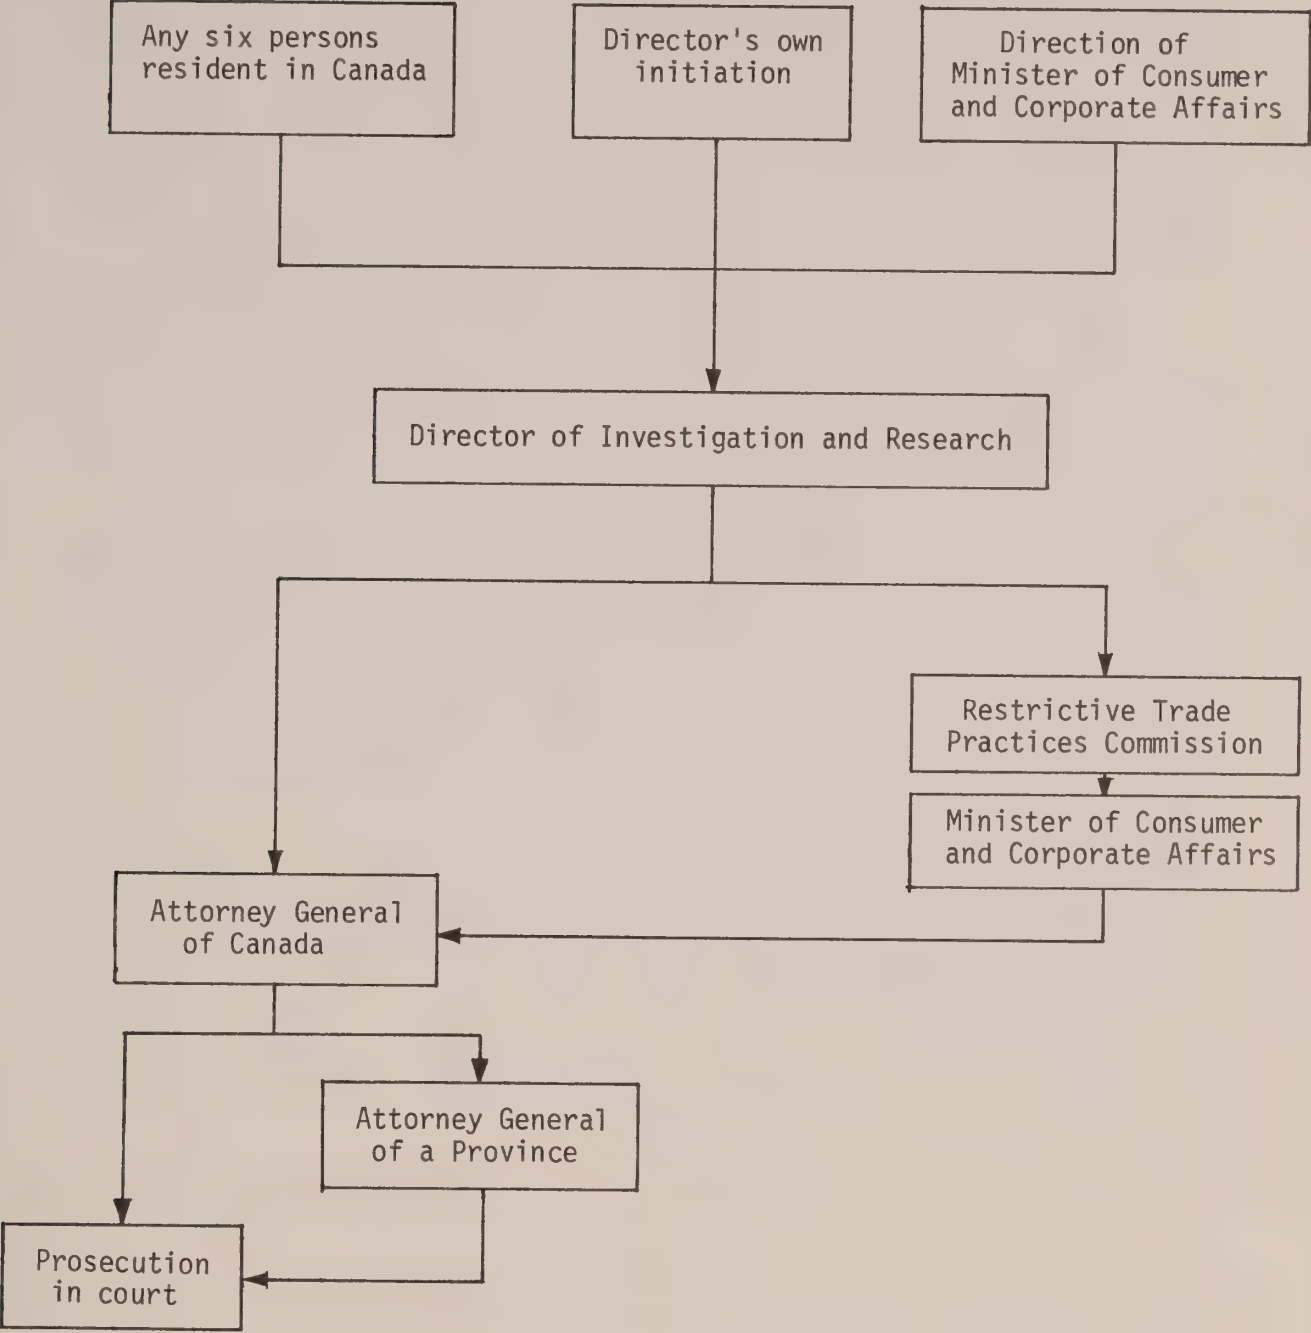 Any six persons
resident in Canada
Director's own
initiation
Direction of
Minister of Consumer
and Corporate Affairs
Director of Investigation and Research
Restrictive Trade
Practices Commission
Minister of Consumer
and Corporate Affairs
Attorney General
of Canada
Attorney General
of a Province
Prosecution
in court